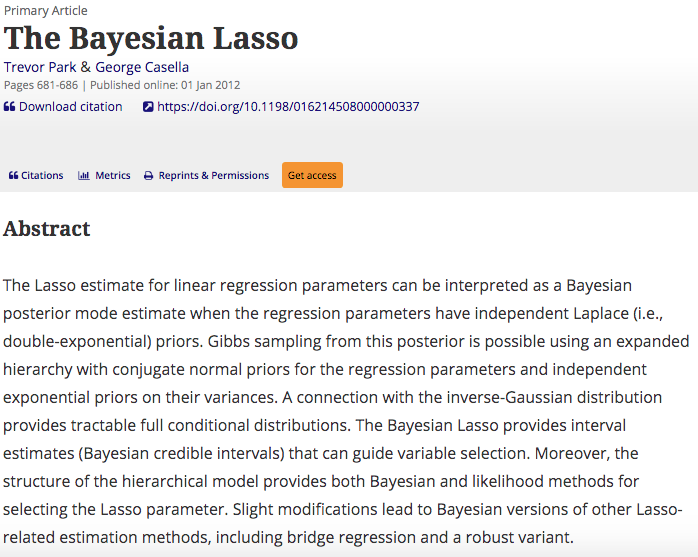 Primary Article
The Bayesian Lasso
Trevor Park & George Casella
Pages 681-686 | Published online: 01 Jan 2012
Download citation https://doi.org/10.1198/016214508000000337
Citations Metrics Reprints & Permissions Get access
Abstract
The Lasso estimate for linear regression parameters can be interpreted as a Bayesian
posterior mode estimate when the regression parameters have independent Laplace (i.e.,
double-exponential) priors. Gibbs sampling from this posterior is possible using an expanded
hierarchy with conjugate normal priors for the regression parameters and independent
exponential priors on their variances. A connection with the inverse-Gaussian distribution
provides tractable full conditional distributions. The Bayesian Lasso provides interval
estimates (Bayesian credible intervals) that can guide variable selection. Moreover, the
structure of the hierarchical model provides both Bayesian and likelihood methods for
selecting the Lasso parameter. Slight modifications lead to Bayesian versions of other Lasso-
related estimation methods, including bridge regression and a robust variant.